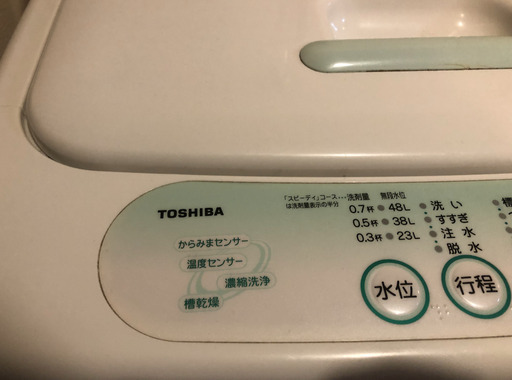 「スピーディ」コース… 洗剤量 無段水位
は洗剤量表示の半分 0.7杯 48L 洗い
0.5杯 38L すすぎ
0.3杯 23L 注水
脱水
TOSHIBA
からみまセンサー
温度センサー
濃縮洗浄
槽乾燥
水位 行程